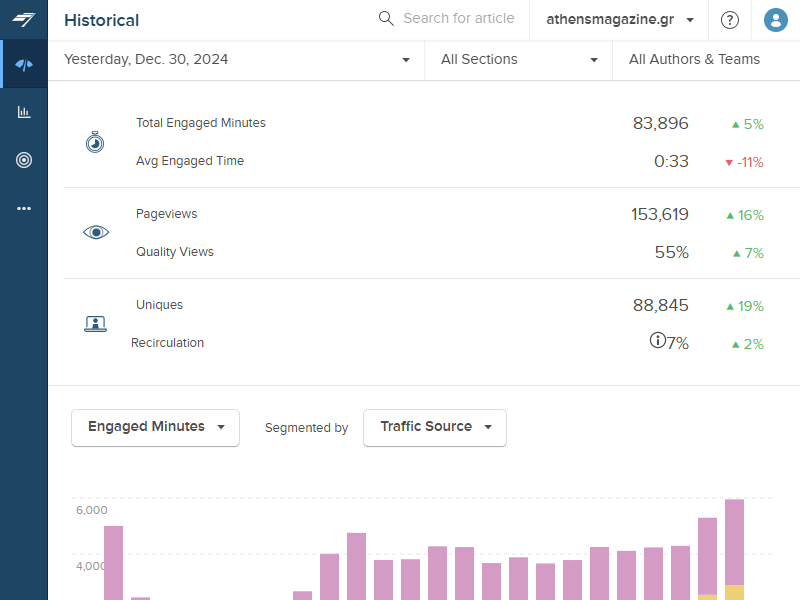 Historical
Search for article
athensmagazine.gr
?
Yesterday, Dec. 30, 2024
All Sections
All Authors & Teams
Total Engaged Minutes 83,896 ▲ 5%
Avg Engaged Time 0:33 ▼ -11%
Pageviews 153,619 ▲ 16%
Quality Views 55% ▲ 7%
Uniques 88,845 ▲ 19%
Recirculation 7% ▲ 2%
Engaged Minutes
Segmented by
Traffic Source
6,000
4,000